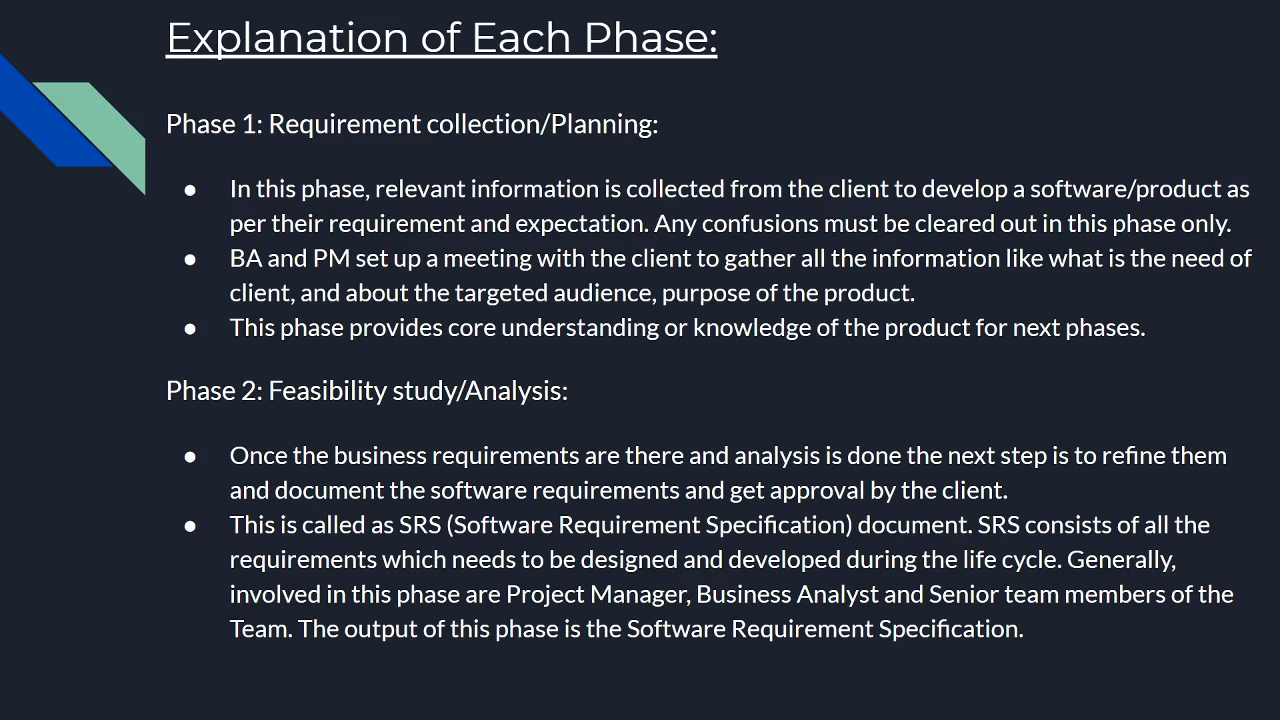 Explanation of Each Phase:
Phase 1: Requirement collection/Planning:
● In this phase, relevant information is collected from the client to develop a software/product as
per their requirement and expectation. Any confusions must be cleared out in this phase only.
● BA and PM set up a meeting with the client to gather all the information like what is the need of
client, and about the targeted audience, purpose of the product.
● This phase provides core understanding or knowledge of the product for next phases.
Phase 2: Feasibility study/Analysis:
● Once the business requirements are there and analysis is done the next step is to refine them
and document the software requirements and get approval by the client.
● This is called as SRS (Software Requirement Specification) document. SRS consists of all the
requirements which needs to be designed and developed during the life cycle. Generally,
involved in this phase are Project Manager, Business Analyst and Senior team members of the
Team. The output of this phase is the Software Requirement Specification.